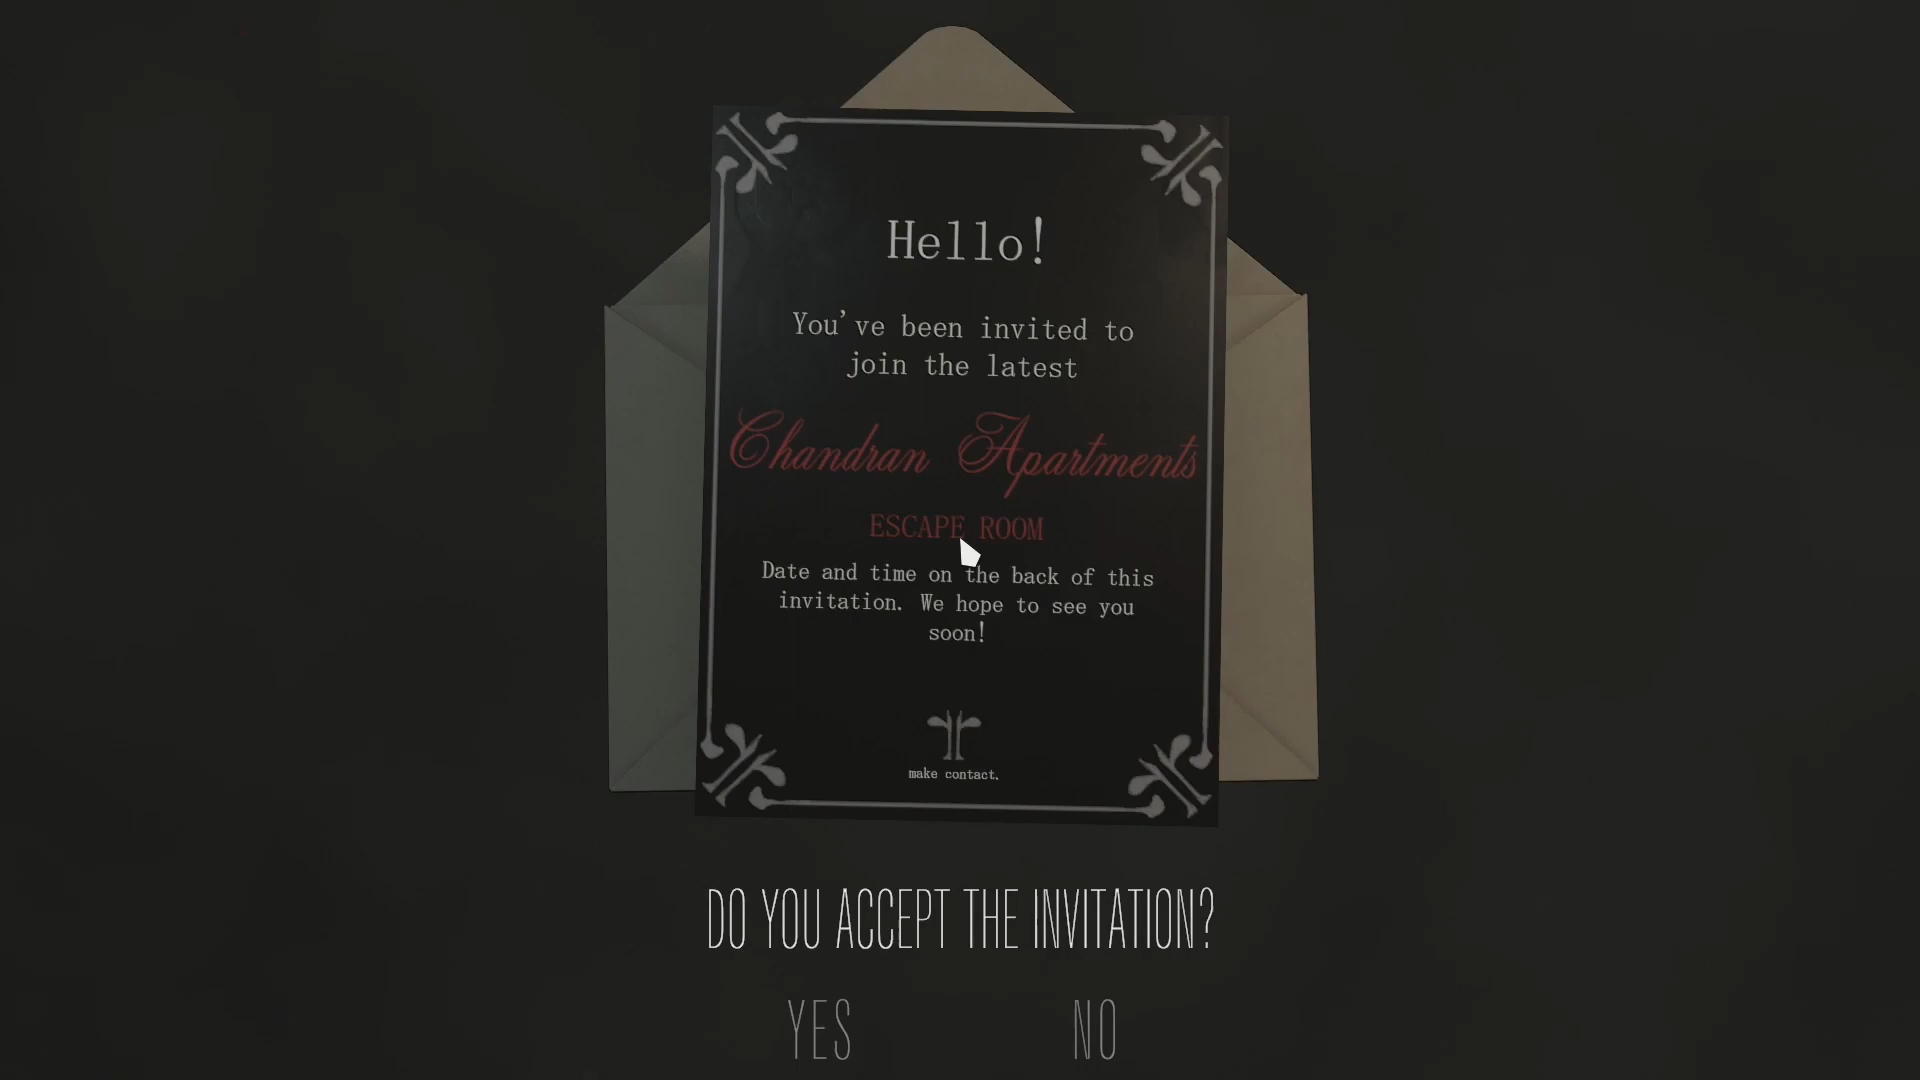 Hello!
You've been invited to
join the latest
Chandran Apartments
ESCAPE ROOM
Date and time on the back of this
invitation. We hope to see you
soon!
make contact.
DO YOU ACCEPT THE INVITATION?
YES NO